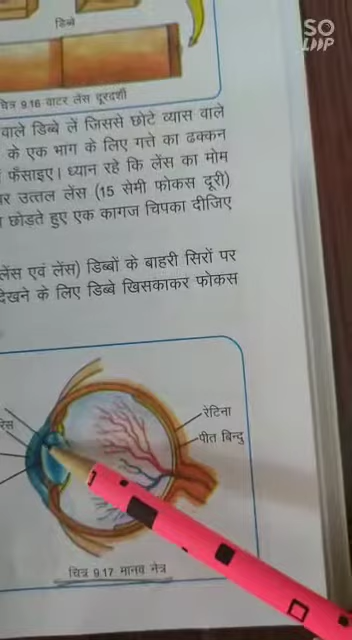 SO
LOOP
डिब्बे
चित्र 9.16 वाटर लेंस दूरदर्शी
वाले डिब्बे लें जिससे छोटे व्यास वाले
के एक भाग के लिए गत्ते का ढक्कन
फँसाइए। ध्यान रहे कि लेंस का मोम
उत्तल लेंस (15 सेमी फोकस दूरी)
छोडते हुए एक कागज चिपका दीजिए
लेंस एवं लेंस) डिब्बों के बाहरी सिरों पर
देखने के लिए डिब्बे खिसकाकर फोकस
रेटिना
पीत बिन्दु
चित्र 9.17 मानव नेत्र